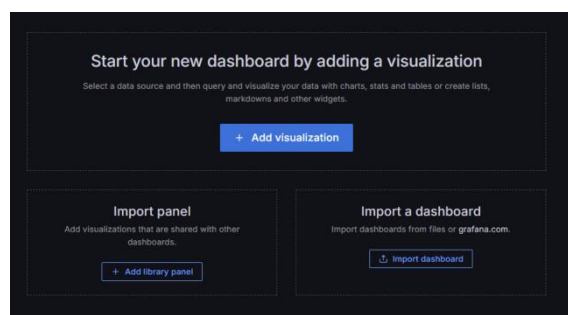 Start your new dashboard by adding a visualization
Select a data source and then query and visualize your data with charts, stats and tables or create lists,
markdowns and other widgets.
+ Add visualization
Import panel
Add visualizations that are shared with other
dashboards.
+ Add library panel
Import a dashboard
Import dashboards from files or grafana.com.
Import dashboard